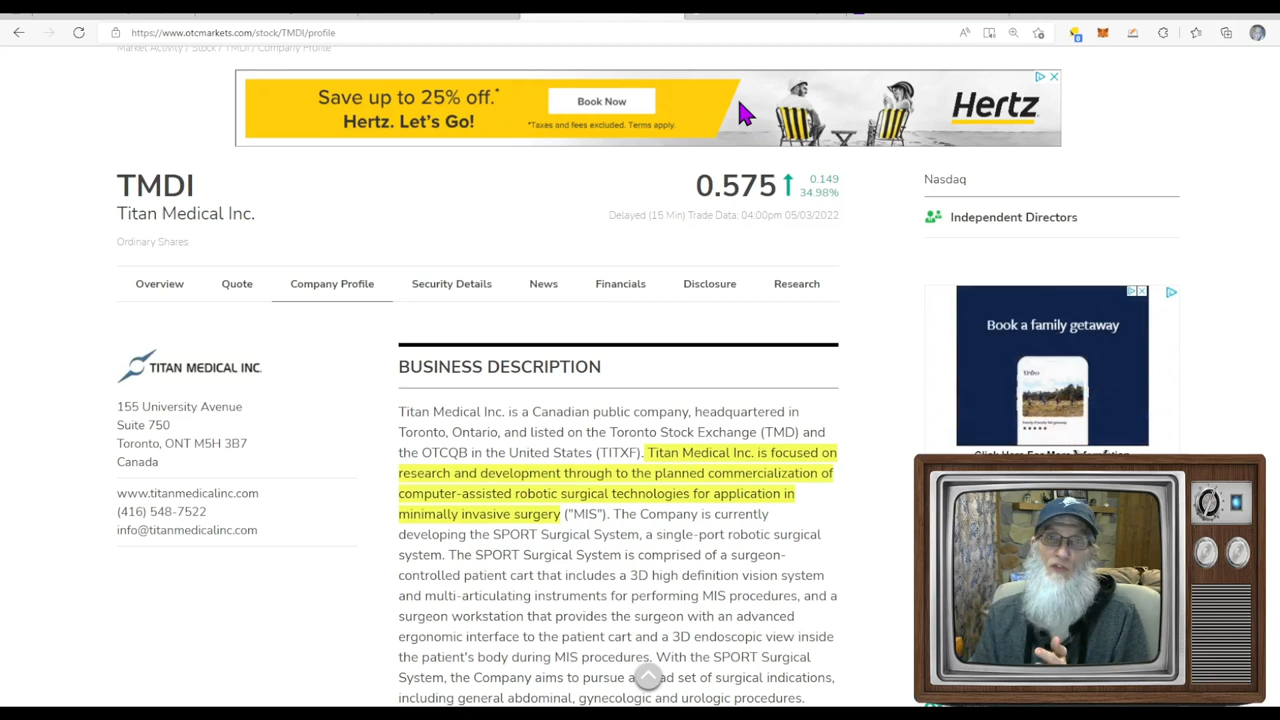 https://www.otcmarkets.com/stock/TMDI/profile
Market Activity / Stock / TMDI / Company Profile
Save up to 25% off.*
Hertz. Let's Go!
Book Now
*Taxes and fees excluded. Terms apply.
Hertz
TMDI
Titan Medical Inc.
Ordinary Shares
0.575
0.149
34.98%
Delayed (15 Min) Trade Data: 04:00pm 05/03/2022
Nasdaq
Independent Directors
Overview
Quote
Company Profile
Security Details
News
Financials
Disclosure
Research
TITAN MEDICAL INC.
155 University Avenue
Suite 750
Toronto, ONT M5H 3B7
Canada
www.titanmedicalinc.com
(416) 548-7522
info@titanmedicalinc.com
BUSINESS DESCRIPTION
Titan Medical Inc. is a Canadian public company, headquartered in
Toronto, Ontario, and listed on the Toronto Stock Exchange (TMD) and
the OTCQB in the United States (TITXF). Titan Medical Inc. is focused on
research and development through to the planned commercialization of
computer-assisted robotic surgical technologies for application in
minimally invasive surgery ("MIS"). The Company is currently
developing the SPORT Surgical System, a single-port robotic surgical
system. The SPORT Surgical System is comprised of a surgeon-
controlled patient cart that includes a 3D high definition vision system
and multi-articulating instruments for performing MIS procedures, and a
surgeon workstation that provides the surgeon with an advanced
ergonomic interface to the patient cart and a 3D endoscopic view inside
the patient's body during MIS procedures. With the SPORT Surgical
System, the Company aims to pursue a ad set of surgical indications,
including general abdominal, gynecologic and urologic procedures.
Book a family getaway
Click Here For More Information